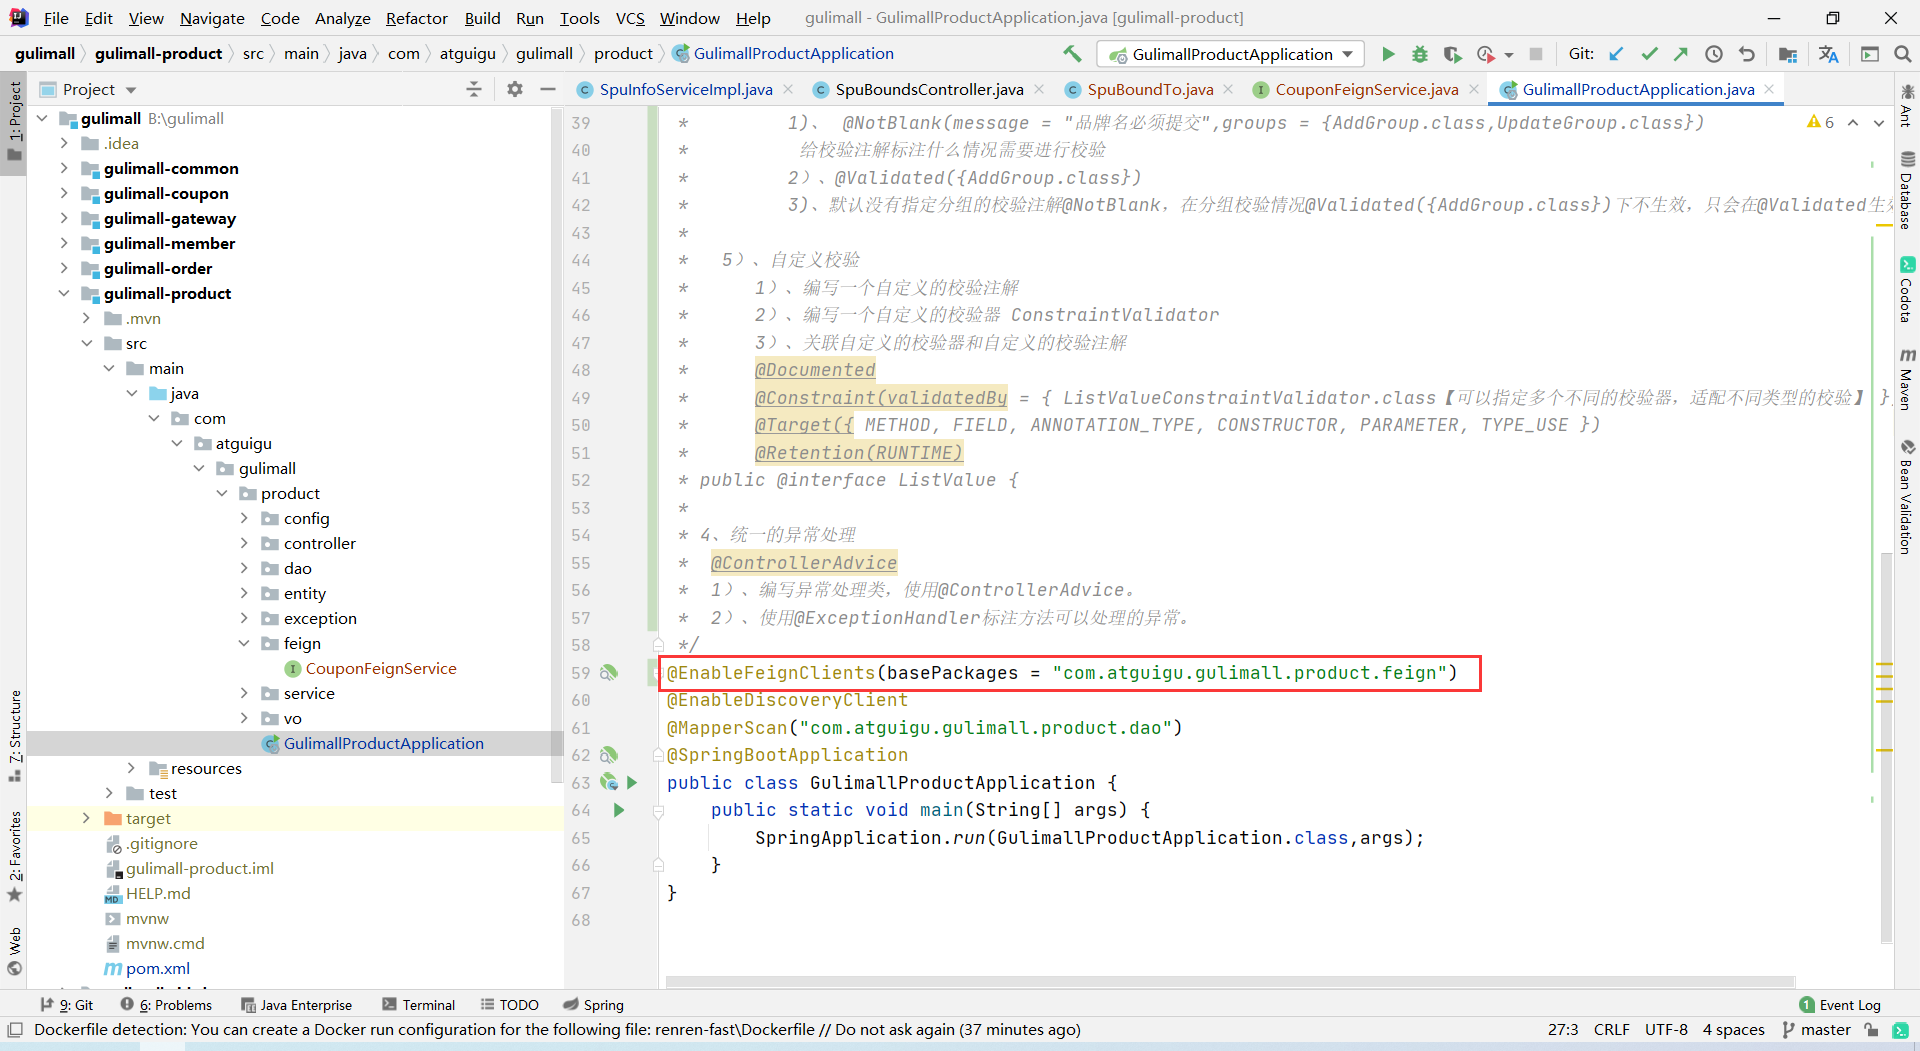 File Edit View Navigate Code Analyze Refactor Build Run Tools VCS Window Help gulimall - GulimallProductApplication.java [gulimall-product]
gulimall gulimall-product src main java com atguigu gulimall product GulimallProductApplication GulimallProductApplication Git:
Project SpuInfoServiceImpl.java SpuBoundsController.java SpuBoundTo.java CouponFeignService.java GulimallProductApplication.java
1: Project
7: Structure
2: Favorites
Web
gulimall B:\gulimall
.idea
gulimall-common
gulimall-coupon
gulimall-gateway
gulimall-member
gulimall-order
gulimall-product
.mvn
src
main
java
com
atguigu
gulimall
product
config
controller
dao
entity
exception
feign
CouponFeignService
service
vo
GulimallProductApplication
resources
test
target
.gitignore
gulimall-product.iml
HELP.md
mvnw
mvnw.cmd
pom.xml
6
39 * 1)、 @NotBlank(message = "品牌名必须提交",groups = {AddGroup.class,UpdateGroup.class})
40 * 给校验注解标注什么情况需要进行校验
41 * 2)、@Validated({AddGroup.class})
42 * 3)、默认没有指定分组的校验注解@NotBlank，在分组校验情况@Validated({AddGroup.class})下不生效，只会在@Validated生效
43 *
44 * 5)、自定义校验
45 * 1)、编写一个自定义的校验注解
46 * 2)、编写一个自定义的校验器 ConstraintValidator
47 * 3)、关联自定义的校验器和自定义的校验注解
48 * @Documented
49 * @Constraint(validatedBy = { ListValueConstraintValidator.class【可以指定多个不同的校验器，适配不同类型的校验】 }
50 * @Target({ METHOD, FIELD, ANNOTATION_TYPE, CONSTRUCTOR, PARAMETER, TYPE_USE })
51 * @Retention(RUNTIME)
52 * public @interface ListValue {
53 *
54 * 4、统一的异常处理
55 * @ControllerAdvice
56 * 1)、编写异常处理类，使用@ControllerAdvice。
57 * 2)、使用@ExceptionHandler标注方法可以处理的异常。
58 */
59 @EnableFeignClients(basePackages = "com.atguigu.gulimall.product.feign")
60 @EnableDiscoveryClient
61 @MapperScan("com.atguigu.gulimall.product.dao")
62 @SpringBootApplication
63 public class GulimallProductApplication {
64 public static void main(String[] args) {
65 SpringApplication.run(GulimallProductApplication.class,args);
66 }
67 }
68
Ant
Database
Codota
Maven
Bean Validation
9: Git 6: Problems Java Enterprise Terminal TODO Spring 1 Event Log
Dockerfile detection: You can create a Docker run configuration for the following file: renren-fast\Dockerfile // Do not ask again (37 minutes ago) 27:3 CRLF UTF-8 4 spaces master